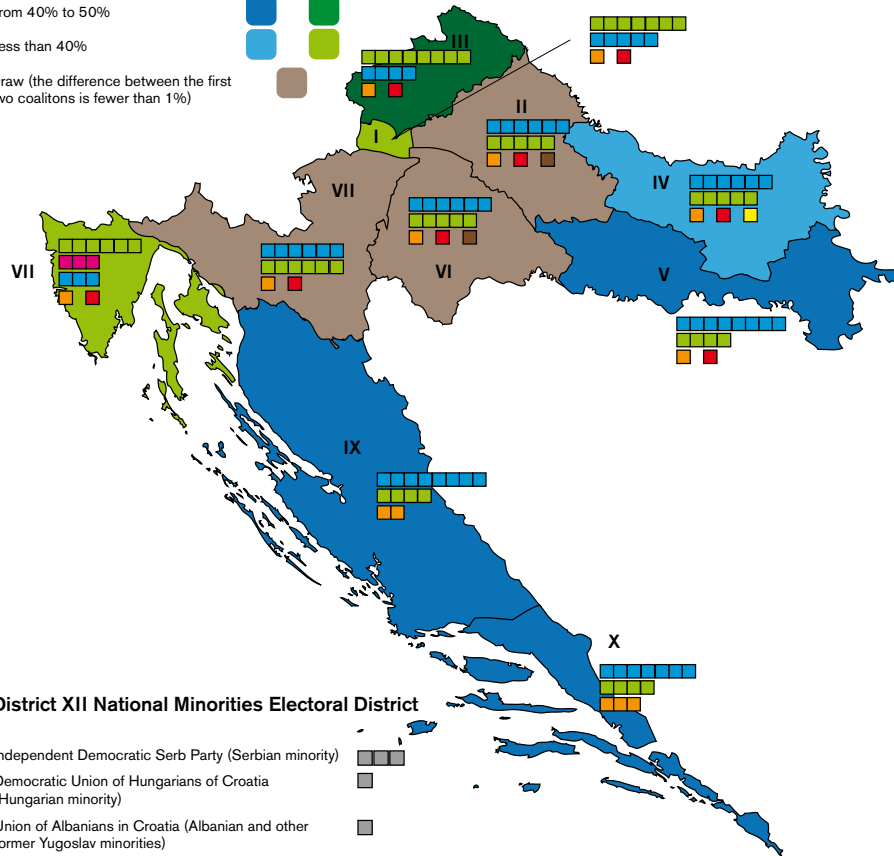 rom 40% to 50%
ess than 40%
raw (the difference between the first
wo coalitons is fewer than 1%)
III
II
I
IV
VII
VII
VI
V
IX
X
District XII National Minorities Electoral District
ndependent Democratic Serb Party (Serbian minority)
Democratic Union of Hungarians of Croatia
Hungarian minority)
Union of Albanians in Croatia (Albanian and other
ormer Yugoslav minorities)